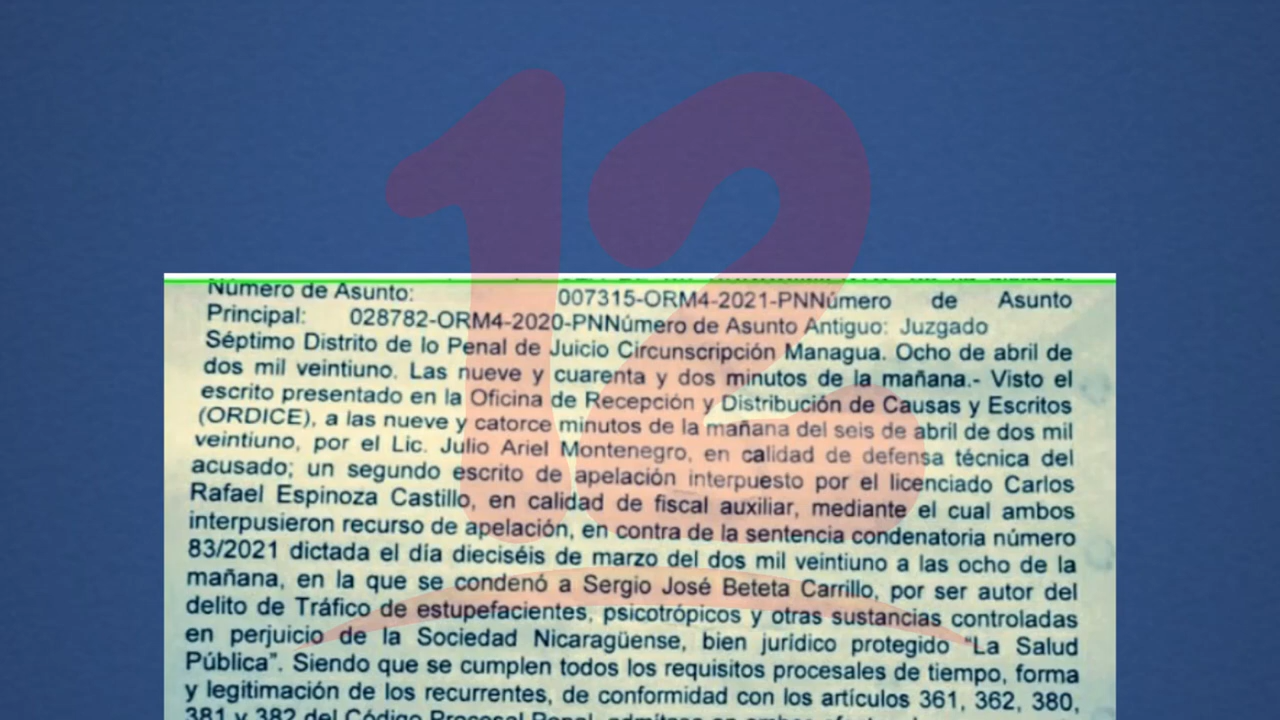 12
Número de Asunto: 007315-ORM4-2021-PNNúmero de Asunto
Principal: 028782-ORM4-2020-PNNúmero de Asunto Antiguo: Juzgado
Séptimo Distrito de lo Penal de Juicio Circunscripción Managua. Ocho de abril de
dos mil veintiuno. Las nueve y cuarenta y dos minutos de la mañana.- Visto el
escrito presentado en la Oficina de Recepción y Distribución de Causas y Escritos
(ORDICE), a las nueve y catorce minutos de la mañana del seis de abril de dos mil
veintiuno, por el Lic. Julio Ariel Montenegro, en calidad de defensa técnica del
acusado; un segundo escrito de apelación interpuesto por el licenciado Carlos
Rafael Espinoza Castillo, en calidad de fiscal auxiliar, mediante el cual ambos
interpusieron recurso de apelación, en contra de la sentencia condenatoria número
83/2021 dictada el día dieciséis de marzo del dos mil veintiuno a las ocho de la
mañana, en la que se condenó a Sergio José Beteta Carrillo, por ser autor del
delito de Tráfico de estupefacientes, psicotrópicos y otras sustancias controladas
en perjuicio de la Sociedad Nicaragüense, bien jurídico protegido “La Salud
Pública”. Siendo que se cumplen todos los requisitos procesales de tiempo, forma
y legitimación de los recurrentes, de conformidad con los artículos 361, 362, 380,
381 y 382 del Código Procesal Penal,